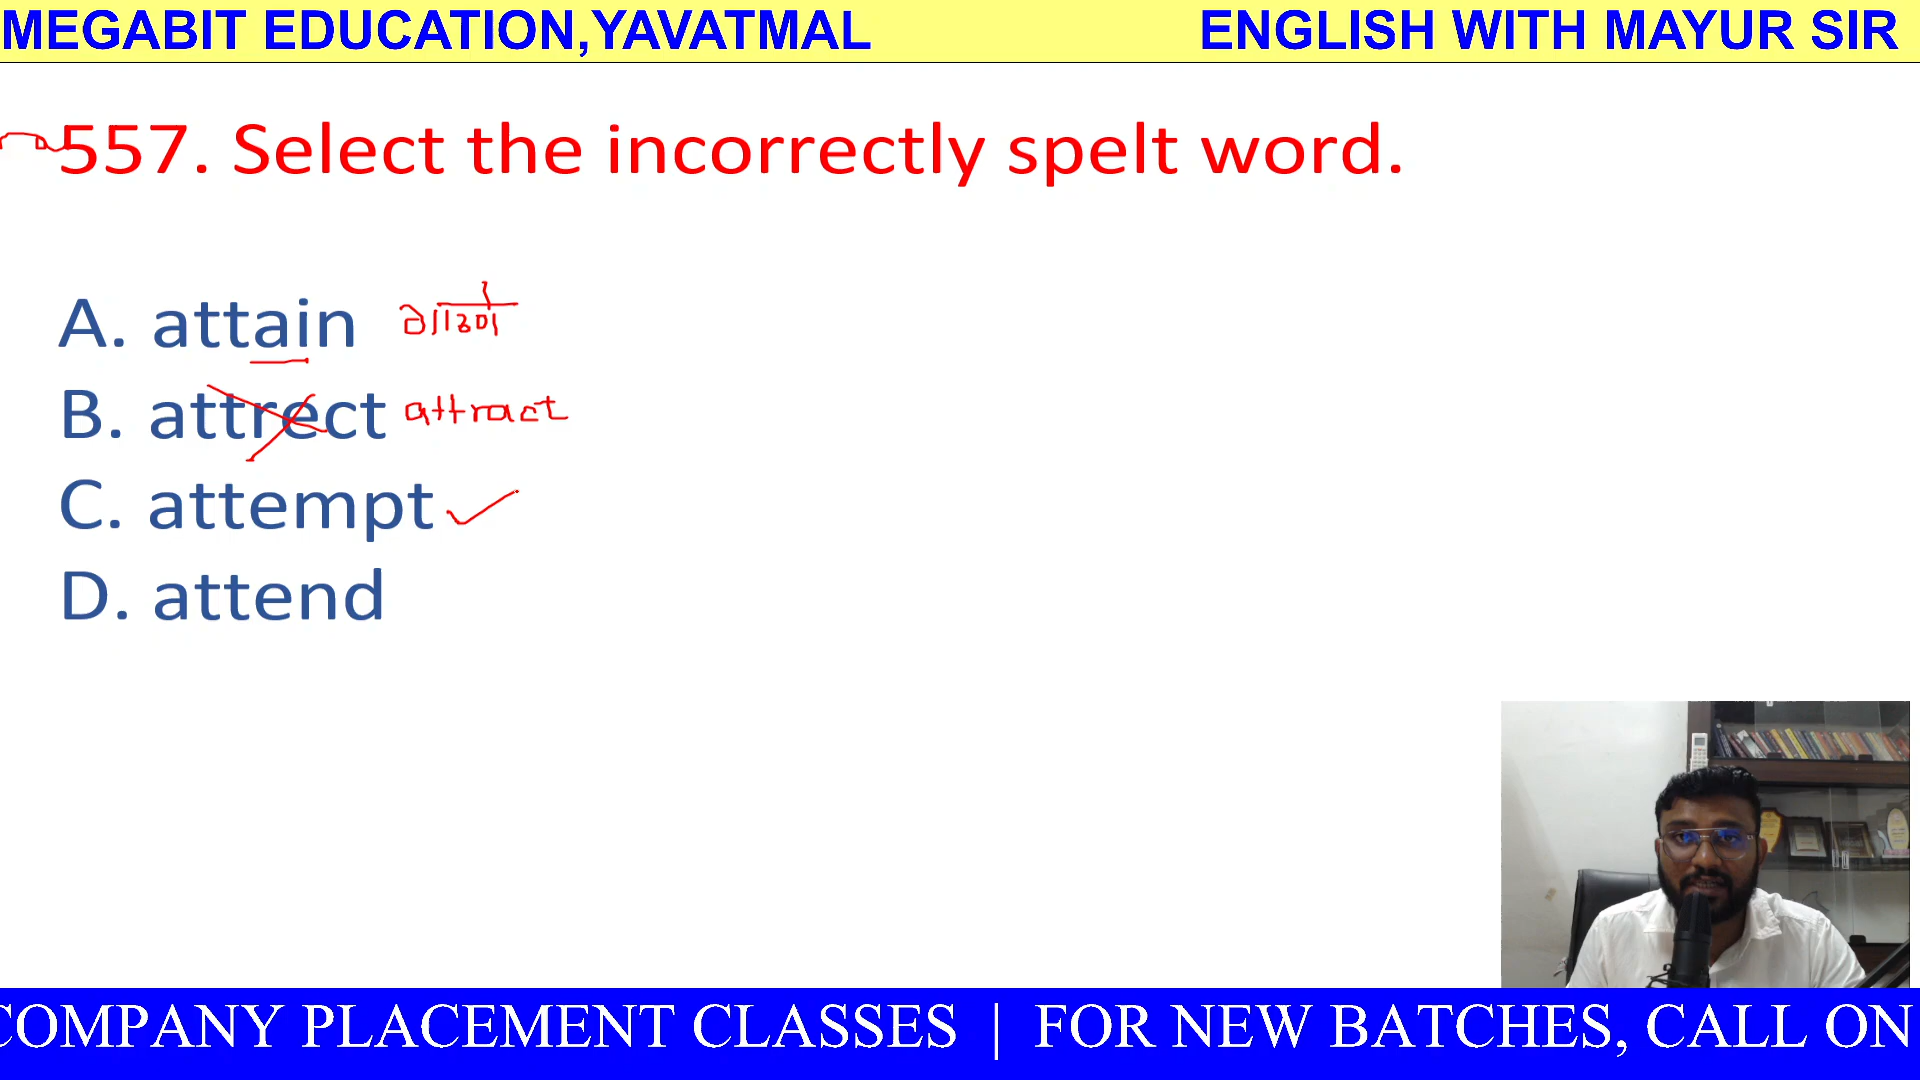 MEGABIT EDUCATION,YAVATMAL ENGLISH WITH MAYUR SIR
557. Select the incorrectly spelt word.
A. attain
B. attrect attract
C. attempt
D. attend
COMPANY PLACEMENT CLASSES | FOR NEW BATCHES, CALL ON